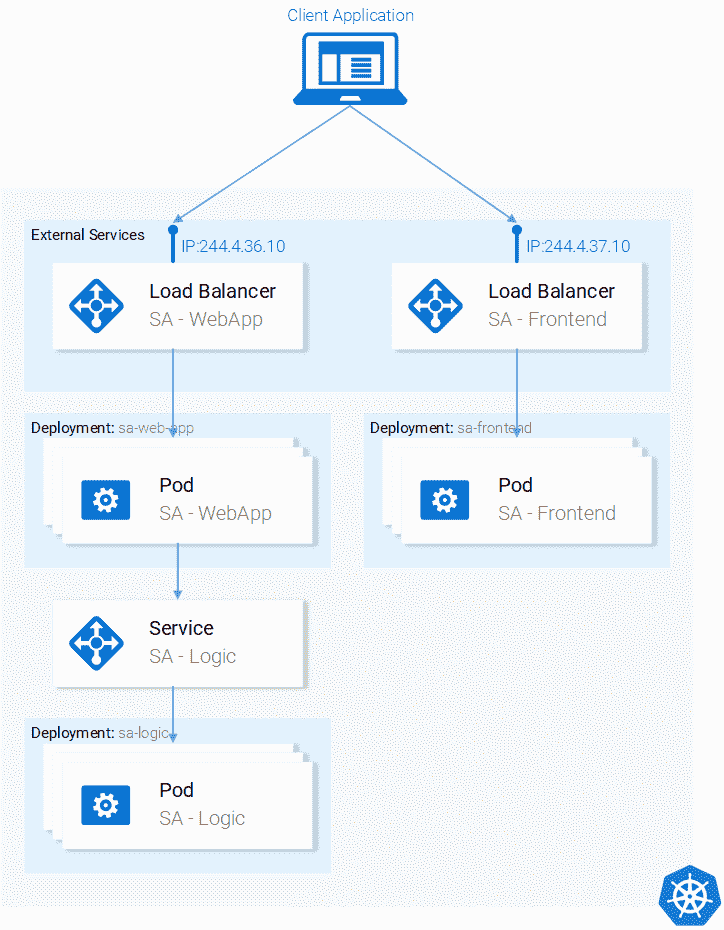 Client Application
External Services
IP:244.4.36.10
IP:244.4.37.10
Load Balancer
SA - WebApp
Load Balancer
SA - Frontend
Deployment: sa-web-app
Deployment: sa-frontend
Pod
SA - WebApp
Pod
SA - Frontend
Service
SA - Logic
Deployment: sa-logic
Pod
SA - Logic